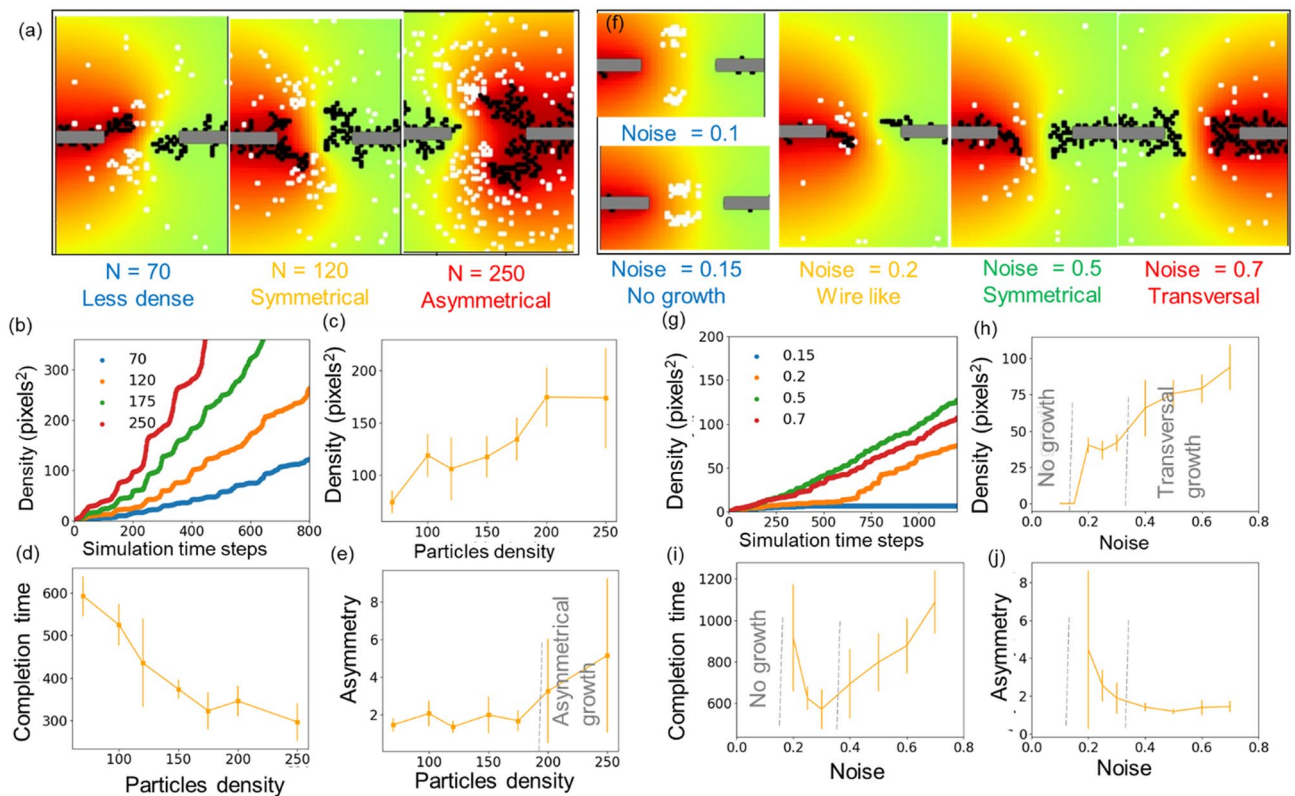 (a)
N = 70
Less dense
N = 120
Symmetrical
N = 250
Asymmetrical
(f)
Noise = 0.1
Noise = 0.15
No growth
Noise = 0.2
Wire like
Noise = 0.5
Symmetrical
Noise = 0.7
Transversal
(b)
Density (pixels²)
300
200
100
0
70
120
175
250
0 200 400 600 800
Simulation time steps
(c)
Density (pixels²)
200
150
100
100 150 200 250
Particles density
(g)
Density (pixels²)
200
150
100
50
0
0.15
0.2
0.5
0.7
0 250 500 750 1000
Simulation time steps
(h)
Density (pixels²)
100
75
50
25
0
No growth
Transversal
growth
0.0 0.2 0.4 0.6 0.8
Noise
(d)
Completion time
600
500
400
300
100 150 200 250
Particles density
(e)
Asymmetry
8
6
4
2
Asymmetrical
growth
100 150 200 250
Particles density
(i)
Completion time
1200
1000
800
600
No growth
0.0 0.2 0.4 0.6 0.8
Noise
(j)
Asymmetry
8
6
4
2
0
0.0 0.2 0.4 0.6 0.8
Noise